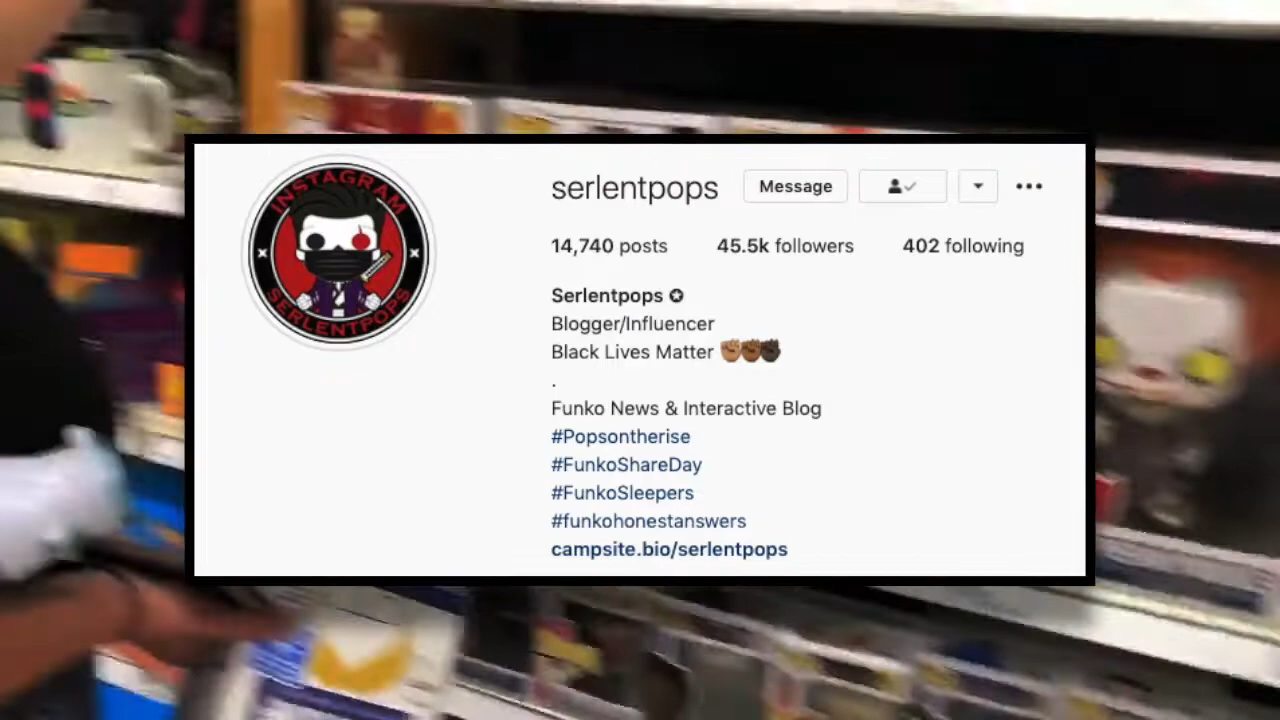 INSTAGRAM
SERLENTPOPS
serlentpops
Message
14,740 posts 45.5k followers 402 following
Serlentpops ✪
Blogger/Influencer
Black Lives Matter ✊🏽✊🏾✊🏿
.
Funko News & Interactive Blog
#Popsontherise
#FunkoShareDay
#FunkoSleepers
#funkohonestanswers
campsite.bio/serlentpops